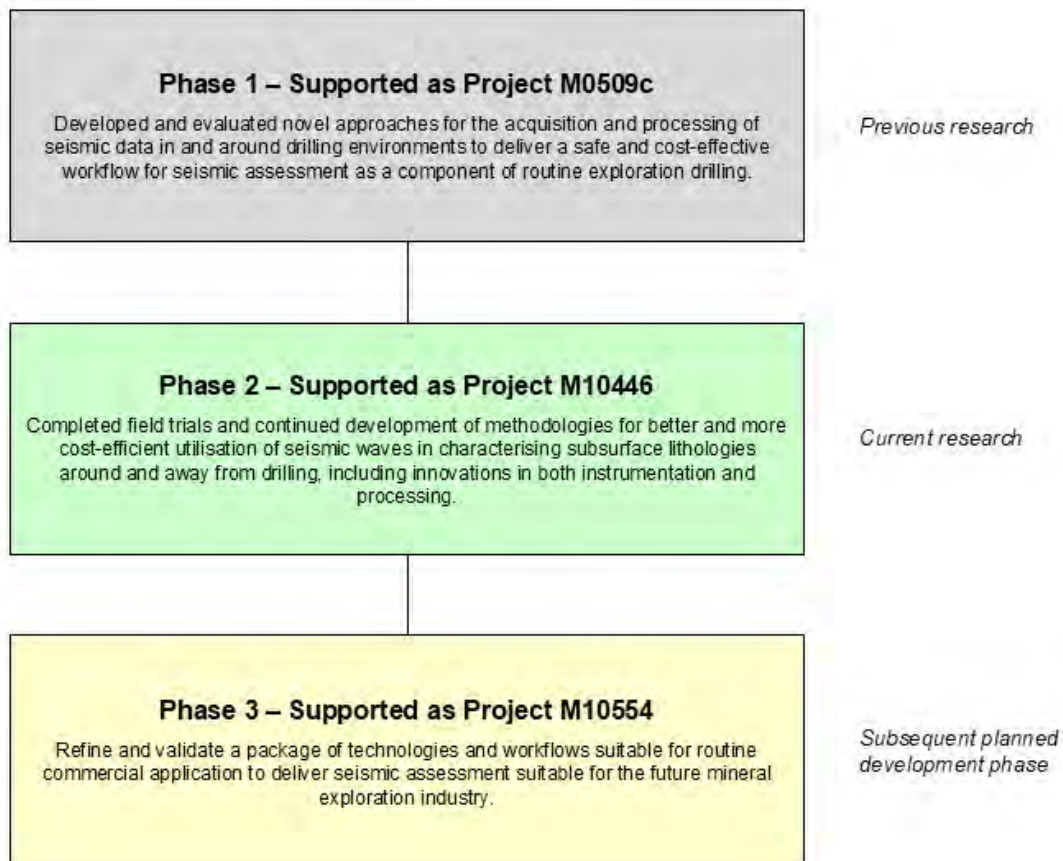 Phase 1 – Supported as Project M0509c
Developed and evaluated novel approaches for the acquisition and processing of
seismic data in and around drilling environments to deliver a safe and cost-effective
workflow for seismic assessment as a component of routine exploration drilling.
Previous research
Phase 2 – Supported as Project M10446
Completed field trials and continued development of methodologies for better and more
cost-efficient utilisation of seismic waves in characterising subsurface lithologies
around and away from drilling, including innovations in both instrumentation and
processing.
Current research
Phase 3 – Supported as Project M10554
Refine and validate a package of technologies and workflows suitable for routine
commercial application to deliver seismic assessment suitable for the future mineral
exploration industry.
Subsequent planned
development phase